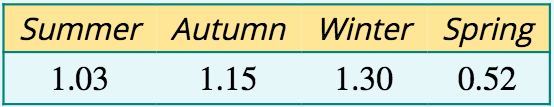 Summer Autumn Winter Spring
1.03 1.15 1.30 0.52